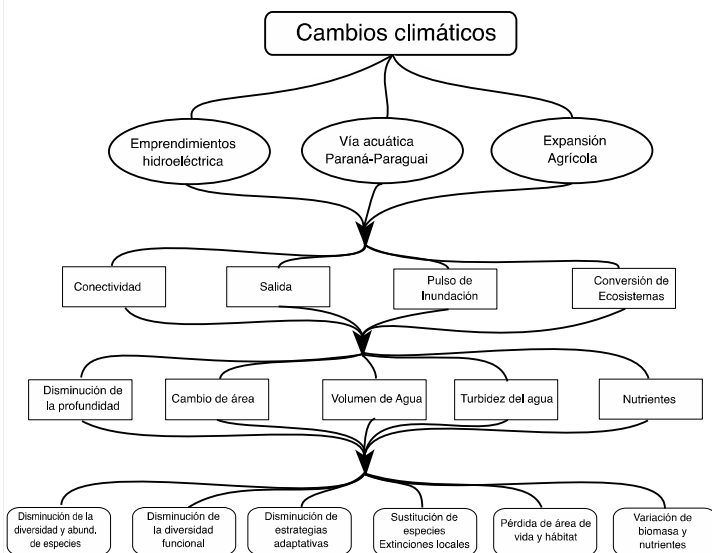 Cambios climáticos
Emprendimientos
hidroeléctrica
Vía acuática
Paraná-Paraguai
Expansión
Agrícola
Conectividad
Salida
Pulso de
Inundación
Conversión de
Ecosistemas
Disminución de
la profundidad
Cambio de área
Volumen de Agua
Turbidez del agua
Nutrientes
Disminución de la
diversidad y abund.
de especies
Disminución de
la diversidad
funcional
Disminución de
estrategias
adaptativas
Sustitución de
especies
Extinciones locales
Pérdida de área de
vida y hábitat
Variación de
biomasa y
nutrientes